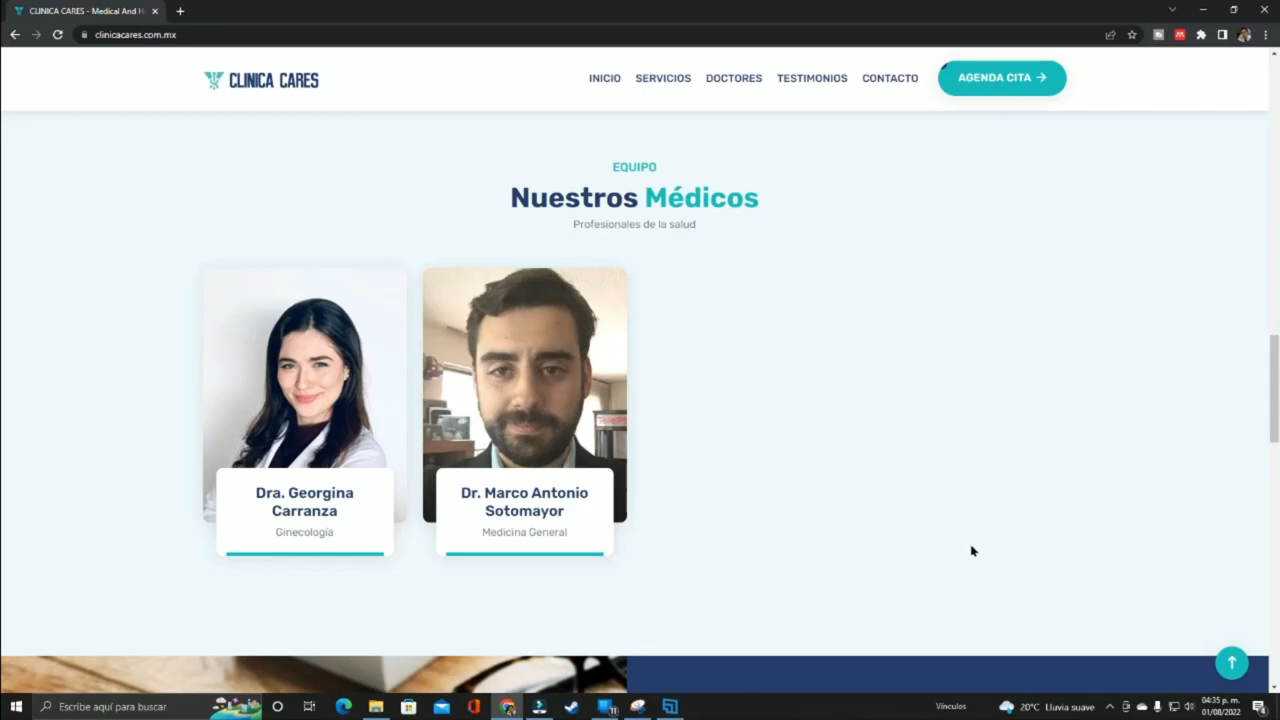 CLINICA CARES - Medical And H
clinicacares.com.mx
CLINICA CARES
INICIO SERVICIOS DOCTORES TESTIMONIOS CONTACTO AGENDA CITA
EQUIPO
Nuestros Médicos
Profesionales de la salud
Dra. Georgina
Carranza
Ginecología
Dr. Marco Antonio
Sotomayor
Medicina General
Escribe aquí para buscar
Vínculos
20°C Lluvia suave
04:35 p. m.
01/08/2022